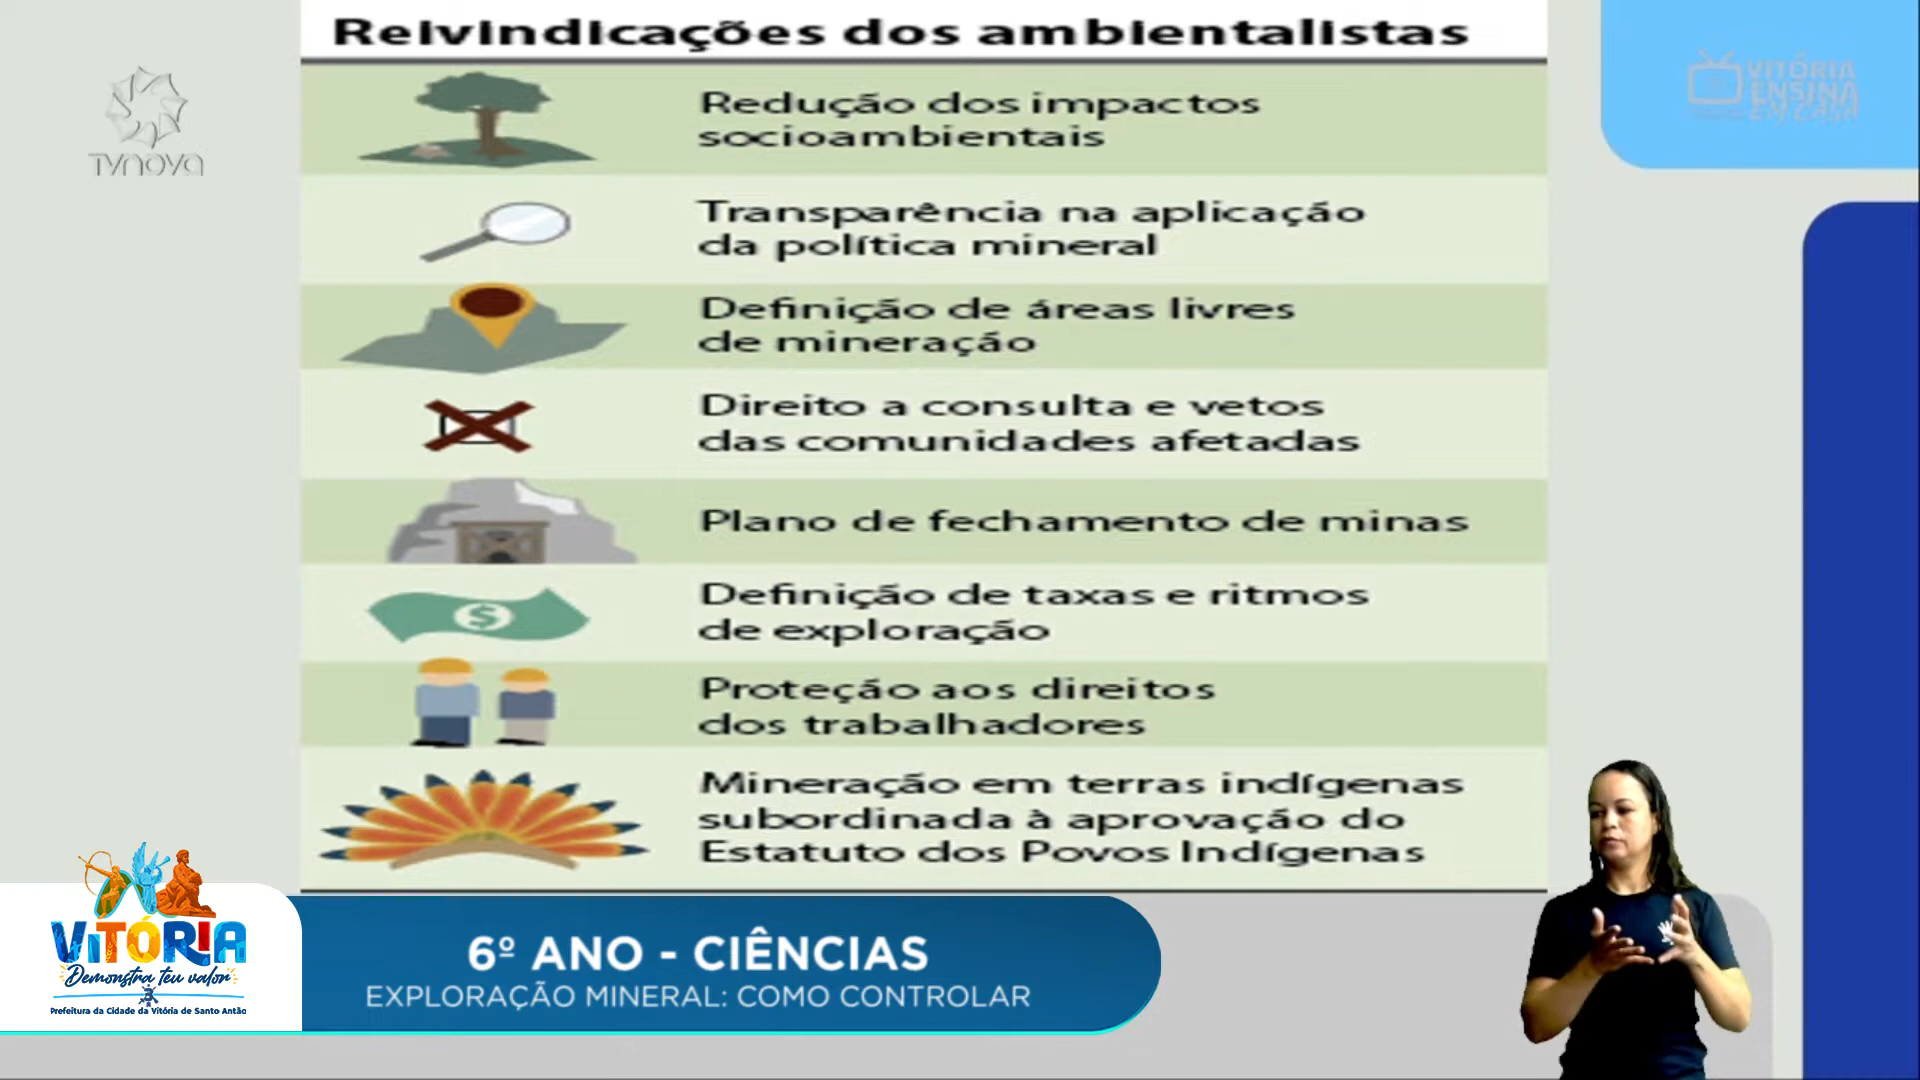 Reivindicações dos ambientalistas
Redução dos impactos
socioambientais
Transparência na aplicação
da política mineral
Definição de áreas livres
de mineração
Direito a consulta e vetos
das comunidades afetadas
Plano de fechamento de minas
Definição de taxas e ritmos
de exploração
Proteção aos direitos
dos trabalhadores
Mineração em terras indígenas
subordinada à aprovação do
Estatuto dos Povos Indígenas
TVNOVA
VITÓRIA
ENSINA
EM CASA
VITÓRIA
Demonstra teu valor
Prefeitura da Cidade da Vitória de Santo Antão
6º ANO - CIÊNCIAS
EXPLORAÇÃO MINERAL: COMO CONTROLAR